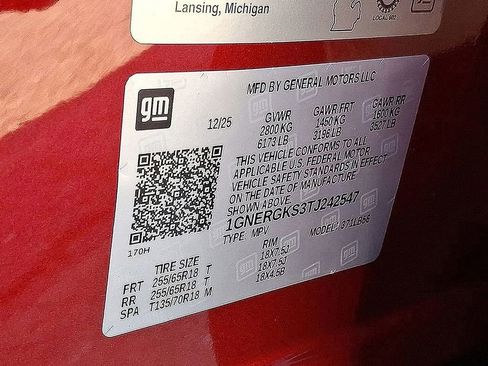 Lansing, Michigan
LOCAL 602
gm
MFD BY GENERAL MOTORS LLC
12/25
GVWR GAWR FRT GAWR RR
2800 KG 1450 KG 1600 KG
6173 LB 3196 LB 3527 LB
THIS VEHICLE CONFORMS TO ALL
APPLICABLE U.S. FEDERAL MOTOR
VEHICLE SAFETY STANDARDS IN EFFECT
ON THE DATE OF MANUFACTURE
SHOWN ABOVE.
1GNERGKS3TJ242547
TYPE: MPV MODEL: 371LB56
170H
TIRE SIZE RIM
FRT 255/65R18 T 18X7.5J
RR 255/65R18 T 18X7.5J
SPA T135/70R18 M 18X4.5B